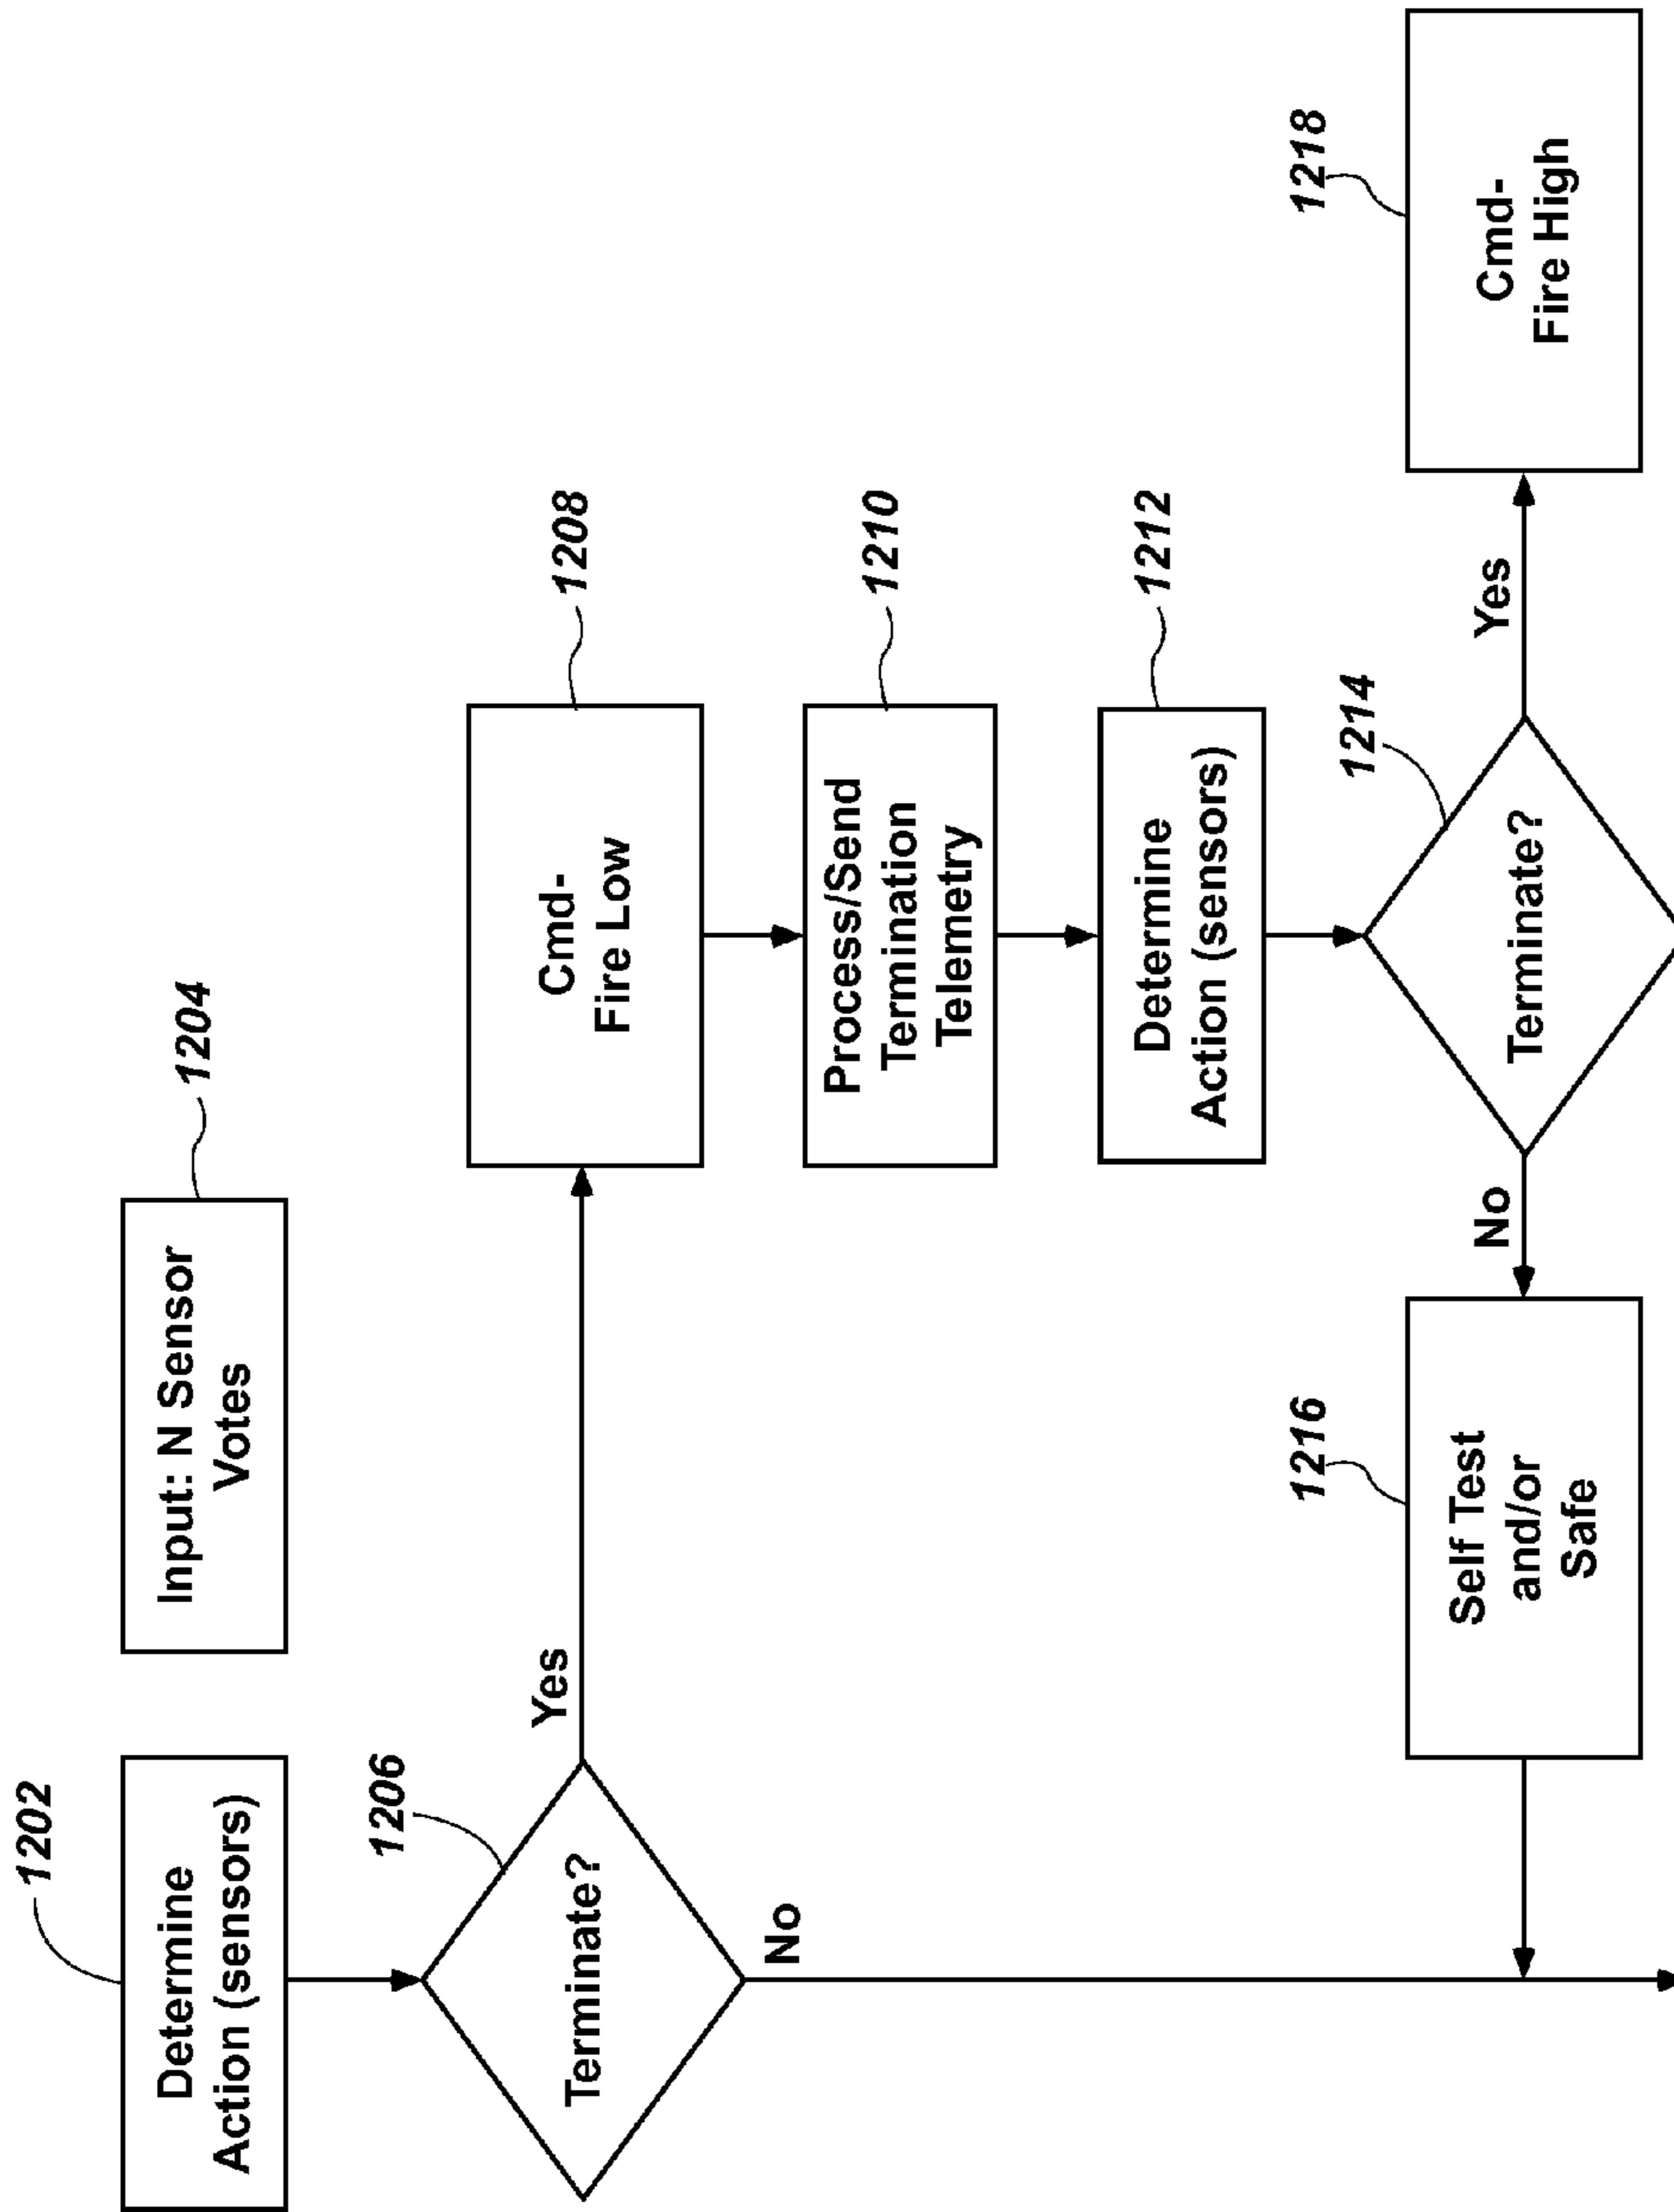 1202
Determine
Action (sensors)
1204
Input: N Sensor
Votes
1206
Terminate?
Yes
No
1208
Cmd-
Fire Low
1210
Process/Send
Termination
Telemetry
1212
Determine
Action (sensors)
1214
Terminate?
No
Yes
1216
Self Test
and/or
Safe
1218
Cmd-
Fire High